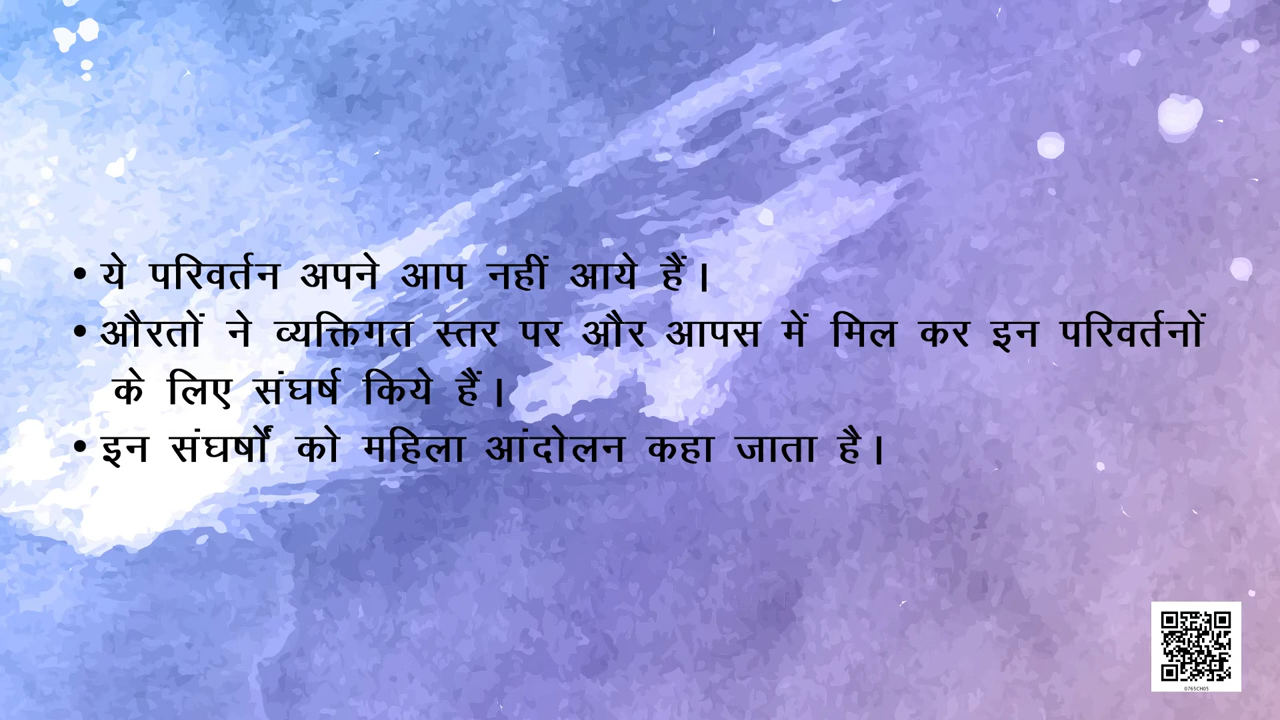 • ये परिवर्तन अपने आप नहीं आये हैं।
• औरतों ने व्यक्तिगत स्तर पर और आपस में मिल कर इन परिवर्तनों
के लिए संघर्ष किये हैं।
• इन संघर्षों को महिला आंदोलन कहा जाता है।
0765CH05